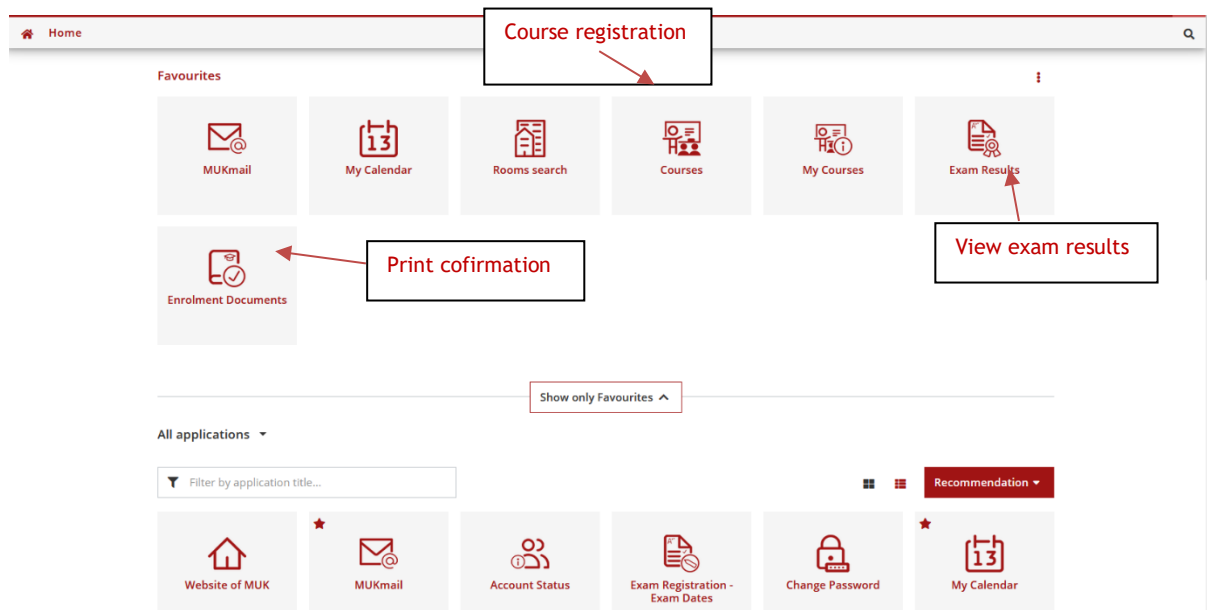 Course registration
Home
Favourites
MUKmail
My Calendar
13
Rooms search
Courses
My Courses
Exam Results
View exam results
Print cofirmation
Enrolment Documents
Show only Favourites
All applications
Filter by application title...
Recommendation
Website of MUK
MUKmail
Account Status
Exam Registration -
Exam Dates
Change Password
13
My Calendar